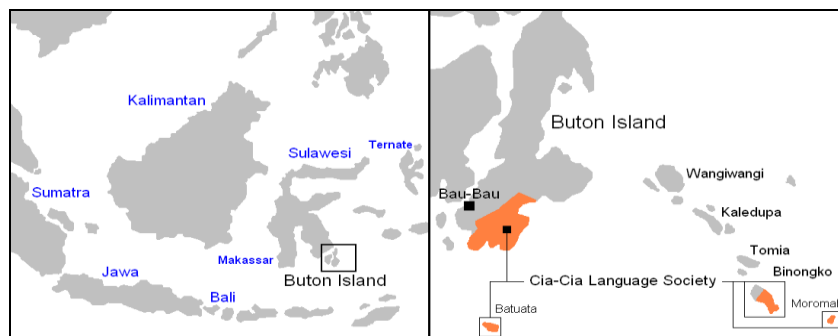 Kalimantan
Sulawesi
Ternate
Sumatra
Makassar
Jawa
Buton Island
Bali
Buton Island
Wangiwangi
Bau-Bau
Kaledupa
Tomia
Binongko
Cia-Cia Language Society
Batuata
Moromah